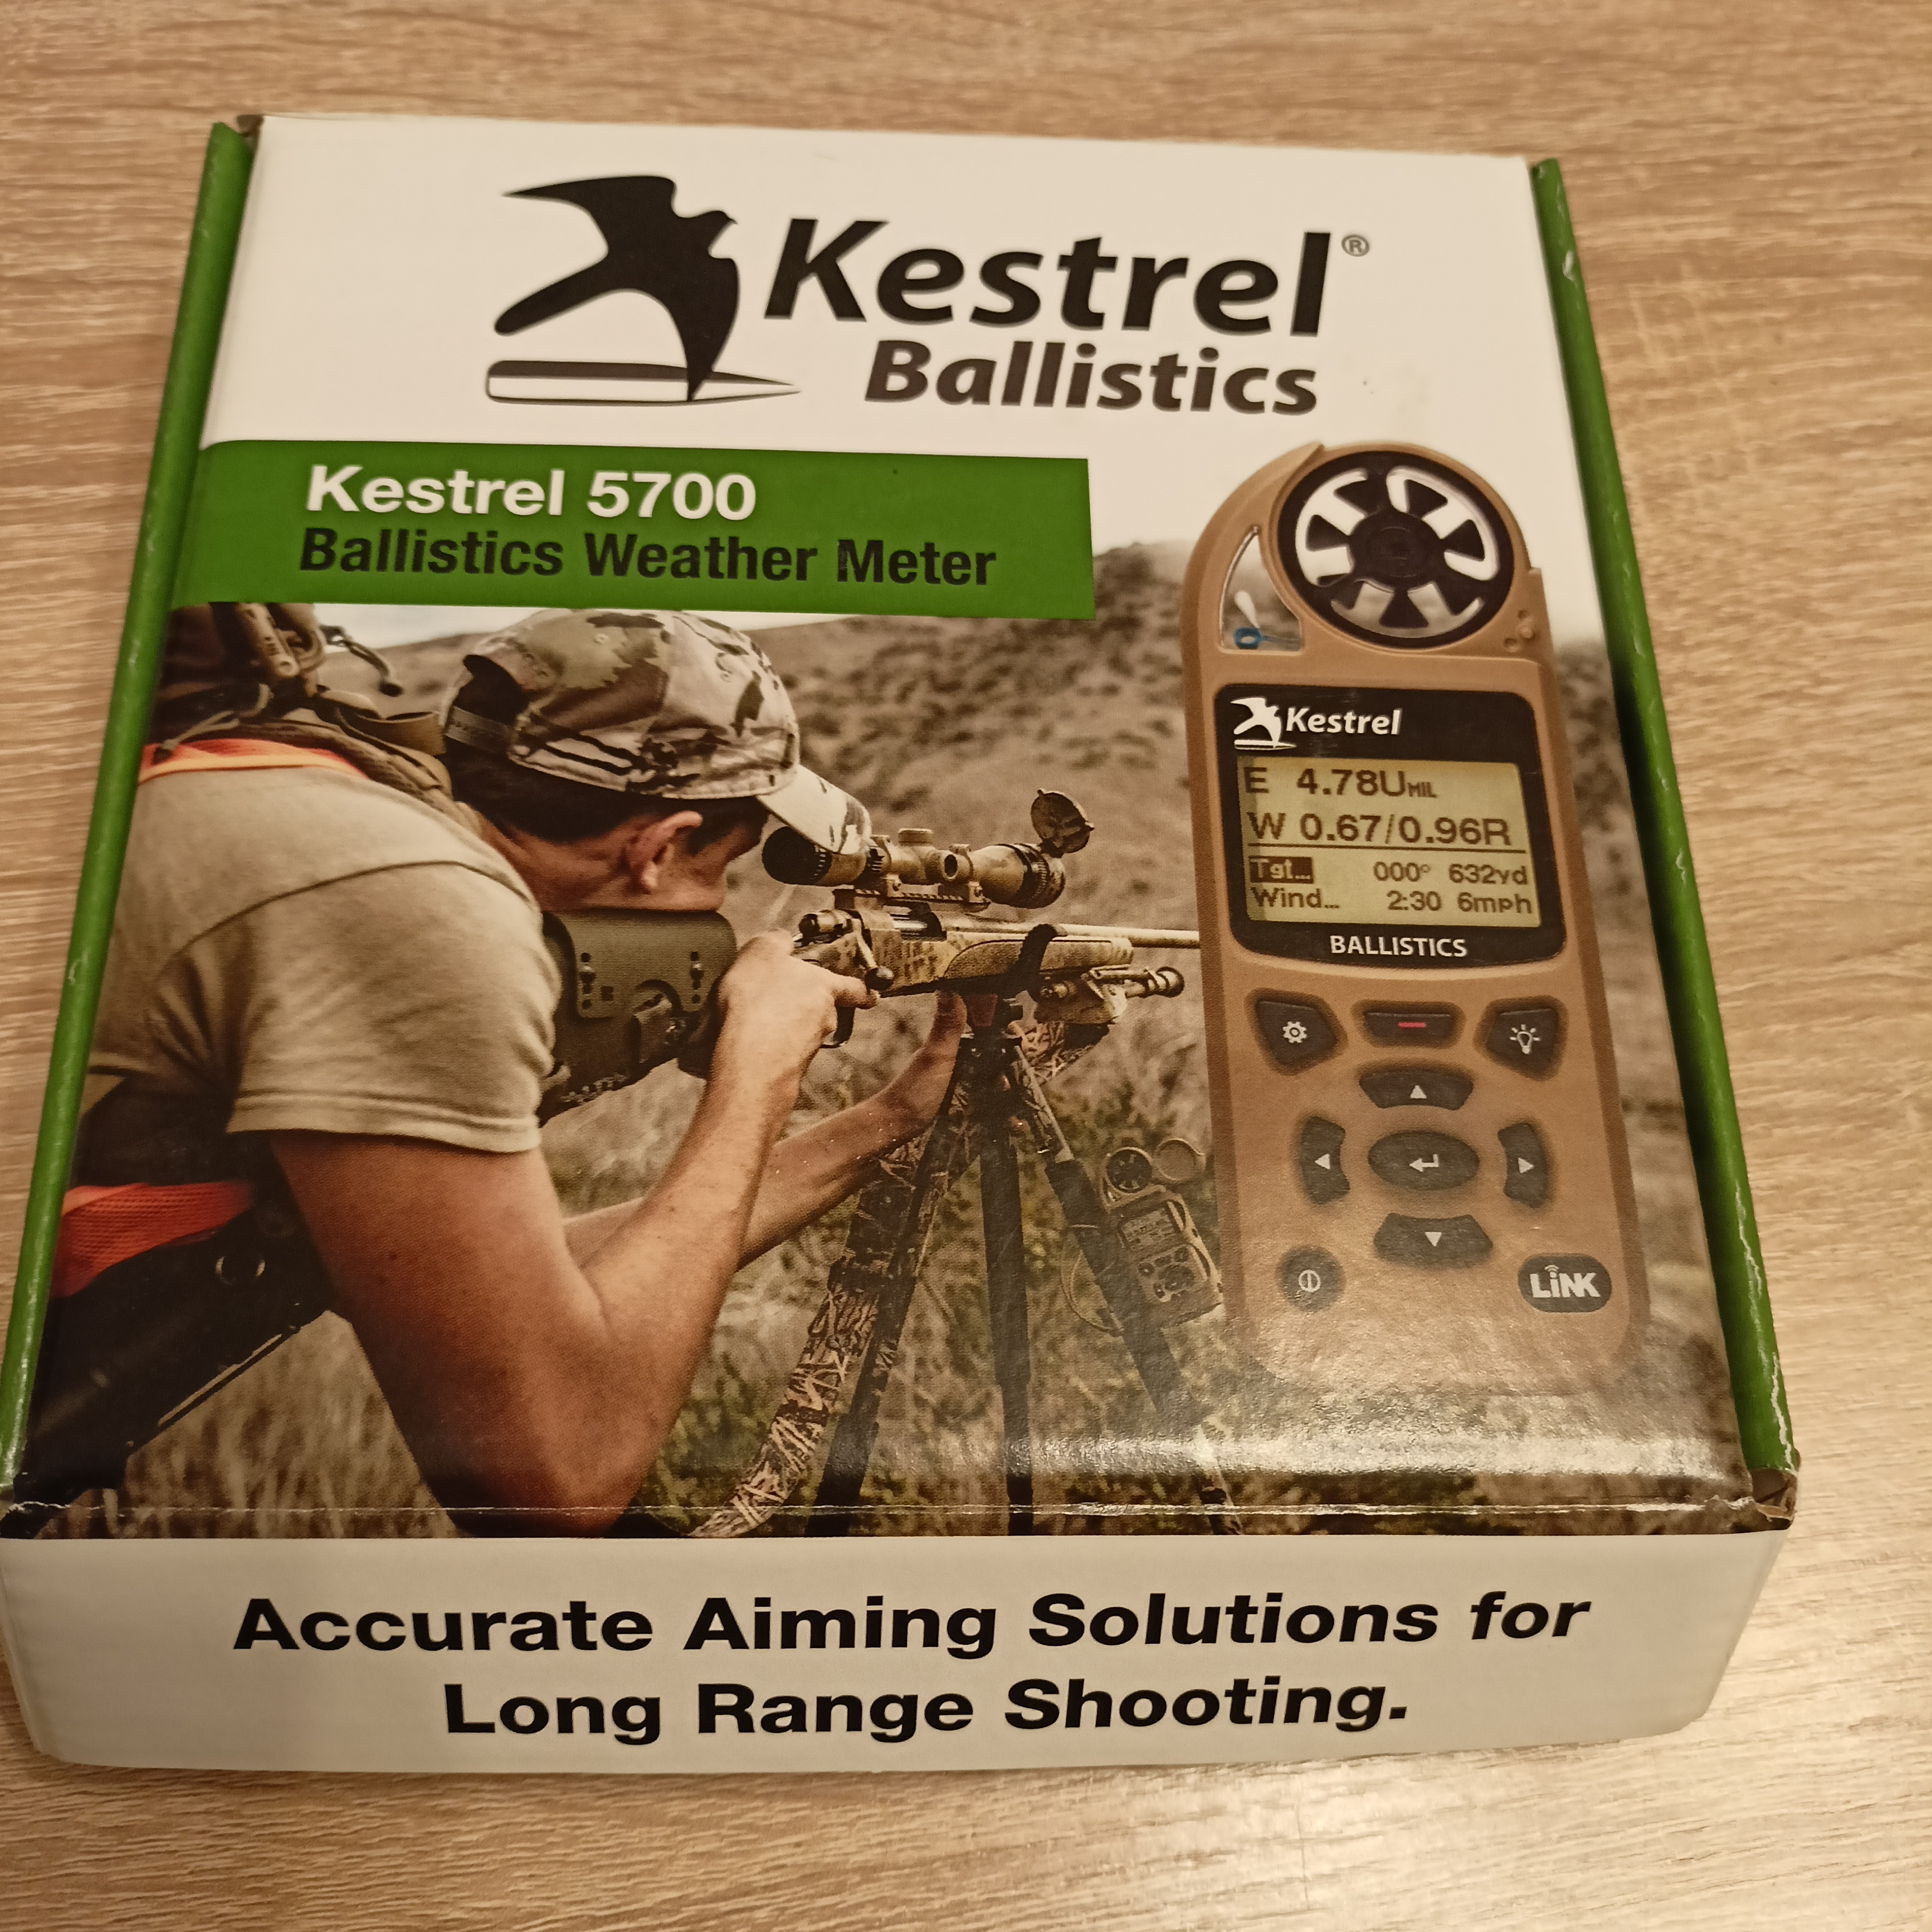 Kestrel®
Ballistics
Kestrel 5700
Ballistics Weather Meter
Kestrel
E 4.78UMIL
W 0.67/0.96R
Tgt... 000° 632yd
Wind... 2:30 6mph
BALLISTICS
LiNK
Accurate Aiming Solutions for
Long Range Shooting.